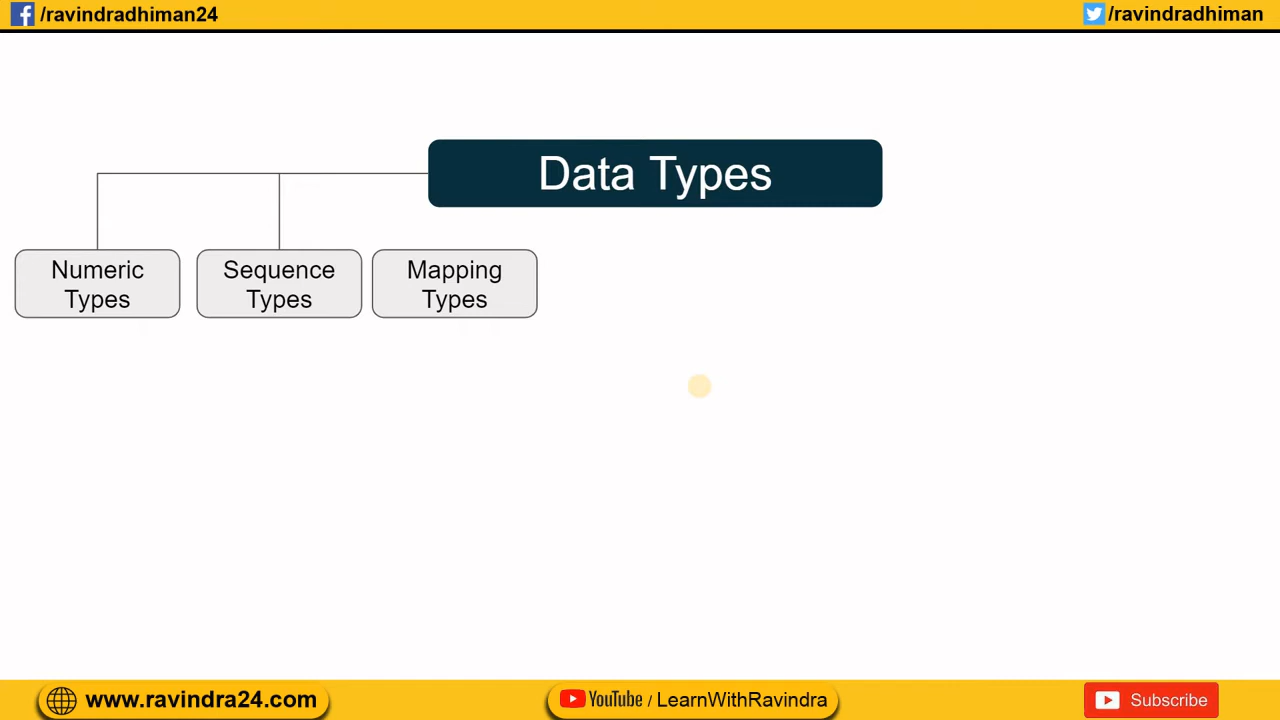 /ravindradhiman24
/ravindradhiman
Data Types
Numeric
Types
Sequence
Types
Mapping
Types
www.ravindra24.com
YouTube / LearnWithRavindra
Subscribe